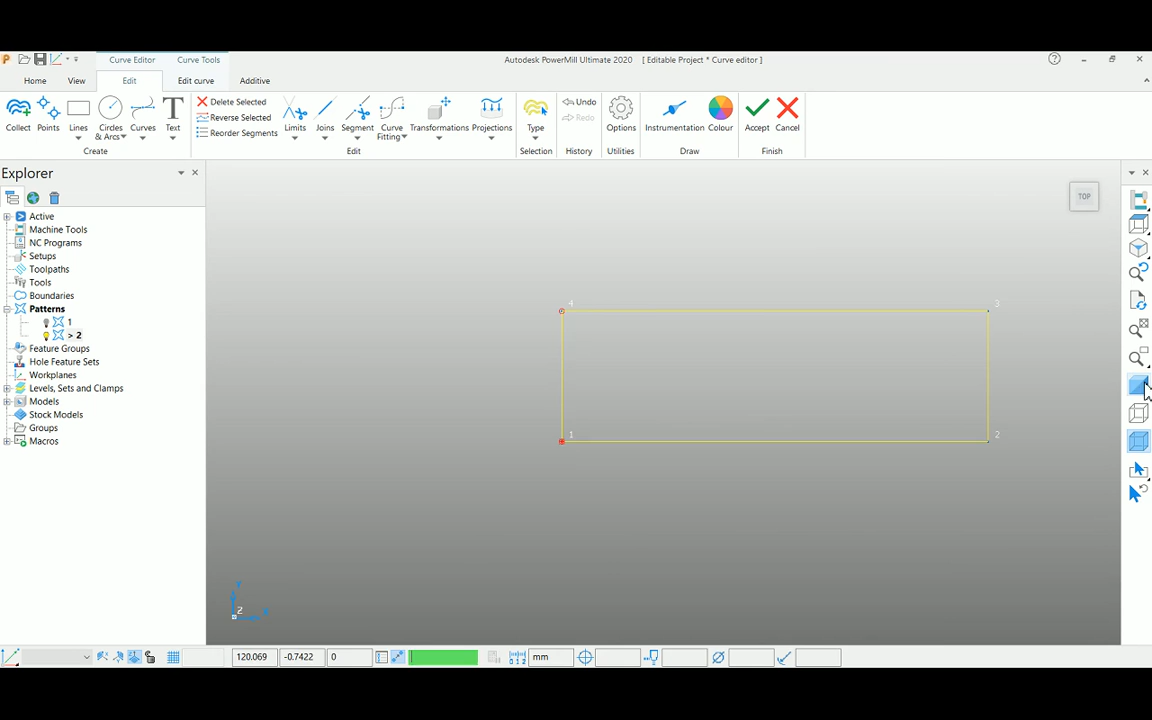 Curve Editor Curve Tools Autodesk PowerMill Ultimate 2020 [ Editable Project * Curve editor ]
Home View Edit Edit curve Additive
Delete Selected
Reverse Selected
Reorder Segments
Collect Points Lines Circles & Arcs Curves Text Limits Joins Segment Curve Fitting Transformations Projections Type Undo Redo Options Instrumentation Colour Accept Cancel
Create Edit Selection History Utilities Draw Finish
Explorer
Active
Machine Tools
NC Programs
Setups
Toolpaths
Tools
Boundaries
Patterns
1
> 2
Feature Groups
Hole Feature Sets
Workplanes
Levels, Sets and Clamps
Models
Stock Models
Groups
Macros
TOP
4 3
1 2
Y
Z X
120.069 -0.7422 0 mm